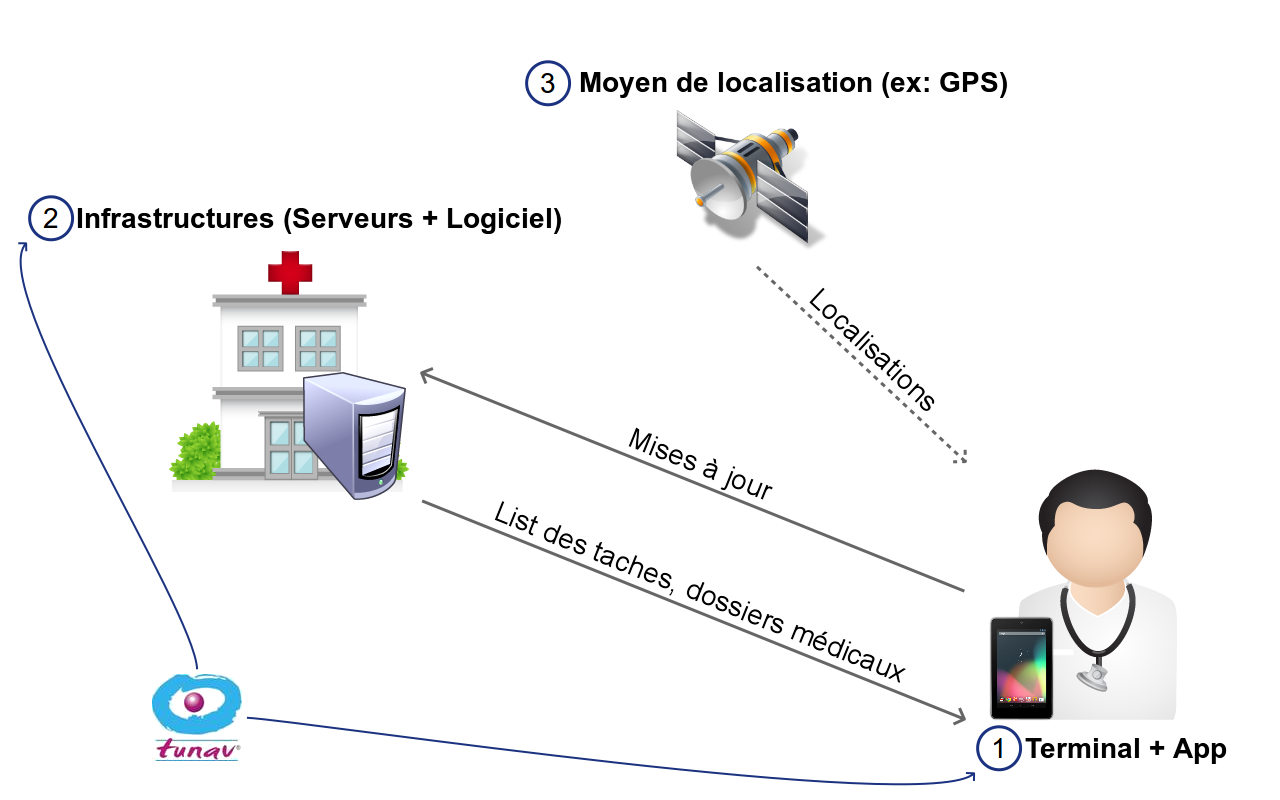 3 Moyen de localisation (ex: GPS)
2 Infrastructures (Serveurs + Logiciel)
Localisations
Mises à jour
List des taches, dossiers médicaux
tunav®
1 Terminal + App